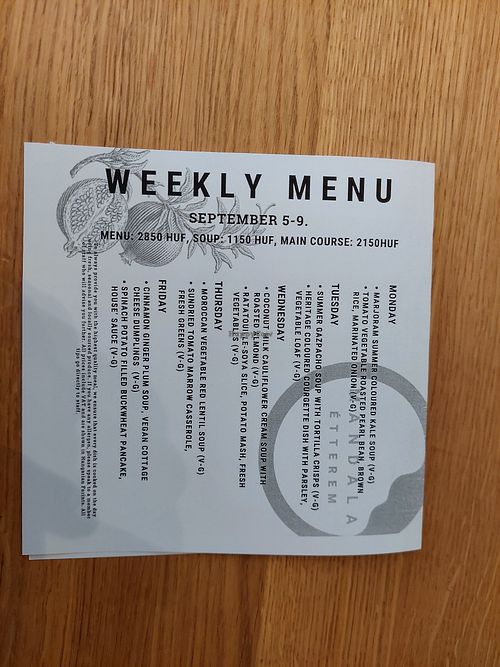 WEEKLY MENU
SEPTEMBER 5-9.
MENU: 2850 HUF, SOUP: 1150 HUF, MAIN COURSE: 2150HUF
MONDAY
• MARJORAM SUMMER COLOURED KALE SOUP (V-G)
• TOMATO VEGETABLE ROASTED PEARL BEAN, BROWN
RICE, MARINATED ONION (V-G)
TUESDAY
• SUMMER GAZPACHO SOUP WITH TORTILLA CRISPS (V-G)
• HERITAGE COLOURED COURGETTE DISH WITH PARSLEY,
VEGETABLE LOAF (V-G)
WEDNESDAY
• COCONUT MILK CAULIFLOWER CREAM SOUP WITH
ROASTED ALMOND (V-G)
• RATATOUILLE-SOYA SLICE, POTATO MASH, FRESH
VEGETABLES (V-G)
THURSDAY
• MOROCCAN VEGETABLE RED LENTIL SOUP (V-G)
• SUNDRIED TOMATO MARROW CASSEROLE,
FRESH GREENS (V-G)
FRIDAY
• CINNAMON GINGER PLUM SOUP, VEGAN COTTAGE
CHEESE DUMPLINGS (V-G)
• SPINACH POTATO FILLED BUCKWHEAT PANCAKE,
HOUSE SAUCE (V-G)
ÉTTEREM